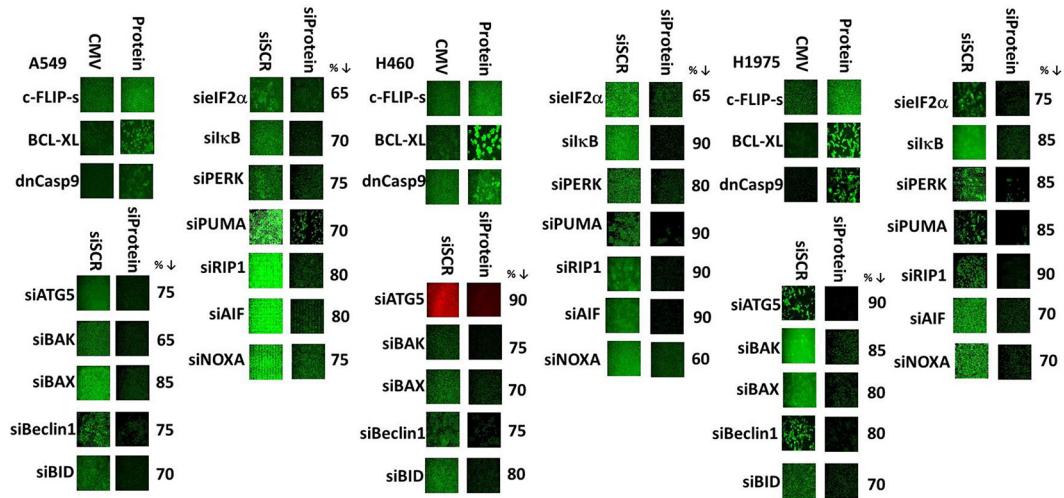 A549
CMV
Protein
c-FLIP-s
BCL-XL
dnCasp9
siSCR
siProtein
% ↓
siATG5 75
siBAK 65
siBAX 85
siBeclin1 75
siBID 70
siSCR
siProtein
% ↓
sieIF2α 65
siIκB 70
siPERK 75
siPUMA 70
siRIP1 80
siAIF 80
siNOXA 75
H460
CMV
Protein
c-FLIP-s
BCL-XL
dnCasp9
siSCR
siProtein
% ↓
siATG5 90
siBAK 75
siBAX 70
siBeclin1 75
siBID 80
siSCR
siProtein
% ↓
sieIF2α 65
siIκB 90
siPERK 80
siPUMA 90
siRIP1 90
siAIF 90
siNOXA 60
H1975
CMV
Protein
c-FLIP-s
BCL-XL
dnCasp9
siSCR
siProtein
% ↓
siATG5 90
siBAK 85
siBAX 80
siBeclin1 80
siBID 70
siSCR
siProtein
% ↓
sieIF2α 75
siIκB 85
siPERK 85
siPUMA 85
siRIP1 90
siAIF 70
siNOXA 70